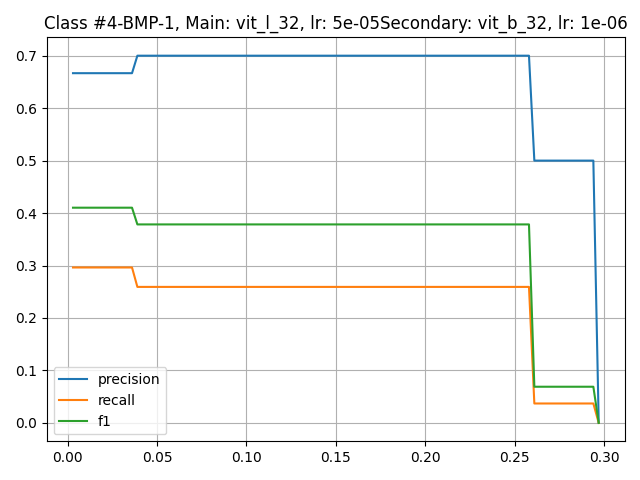 Class #4-BMP-1, Main: vit_l_32, lr: 5e-05Secondary: vit_b_32, lr: 1e-06
0.7
0.6
0.5
0.4
0.3
0.2
0.1
0.0
precision
recall
f1
0.00 0.05 0.10 0.15 0.20 0.25 0.30